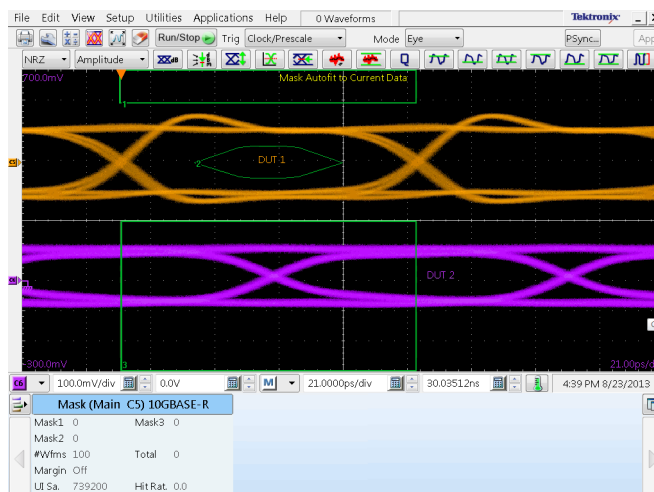 File Edit View Setup Utilities Applications Help 0 Waveforms Tektronix
Run/Stop Trig Clock/Prescale Mode Eye PSync...
NRZ Amplitude dB Q
700.0mV Mask Autofit to Current Data
1
C5 2 DUT 1
C6 DUT 2
-300.0mV 3
C6 100.0mV/div 0.0V M 21.0000ps/div 30.03512ns 4:39 PM 8/23/2013
Mask (Main C5) 10GBASE-R
Mask1 0 Mask3 0
Mask2 0
#Wfms 100 Total 0
Margin Off
UI Sa. 739200 Hit Rat. 0.0